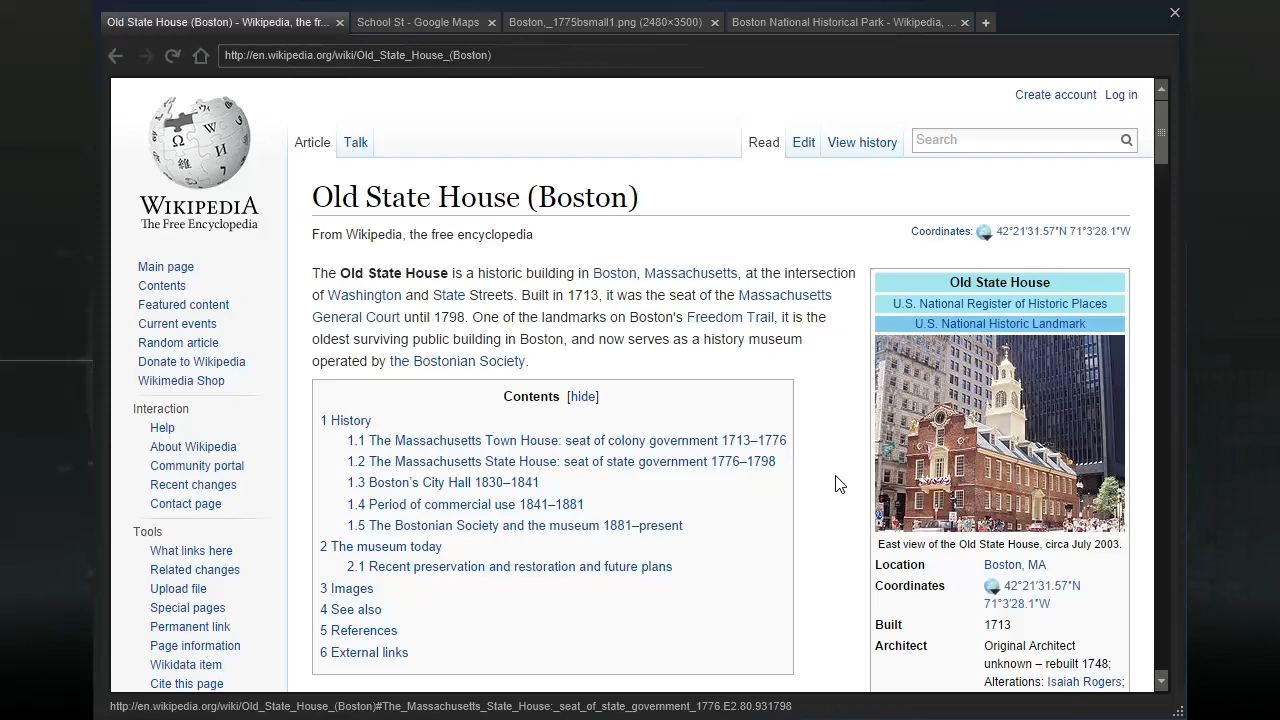 Old State House (Boston) - Wikipedia, the fr...
School St - Google Maps
Boston,_1775bsmall1.png (2480×3500)
Boston National Historical Park - Wikipedia, ...
http://en.wikipedia.org/wiki/Old_State_House_(Boston)
Create account Log in
Article Talk
Read Edit View history
Search
WIKIPEDIA
The Free Encyclopedia
Main page
Contents
Featured content
Current events
Random article
Donate to Wikipedia
Wikimedia Shop
Interaction
Help
About Wikipedia
Community portal
Recent changes
Contact page
Tools
What links here
Related changes
Upload file
Special pages
Permanent link
Page information
Wikidata item
Cite this page
Old State House (Boston)
From Wikipedia, the free encyclopedia
Coordinates: 42°21′31.57″N 71°3′28.1″W
The Old State House is a historic building in Boston, Massachusetts, at the intersection
of Washington and State Streets. Built in 1713, it was the seat of the Massachusetts
General Court until 1798. One of the landmarks on Boston's Freedom Trail, it is the
oldest surviving public building in Boston, and now serves as a history museum
operated by the Bostonian Society.
Contents [hide]
1 History
1.1 The Massachusetts Town House: seat of colony government 1713–1776
1.2 The Massachusetts State House: seat of state government 1776–1798
1.3 Boston's City Hall 1830–1841
1.4 Period of commercial use 1841–1881
1.5 The Bostonian Society and the museum 1881–present
2 The museum today
2.1 Recent preservation and restoration and future plans
3 Images
4 See also
5 References
6 External links
Old State House
U.S. National Register of Historic Places
U.S. National Historic Landmark
East view of the Old State House, circa July 2003.
Location Boston, MA
Coordinates 42°21′31.57″N
71°3′28.1″W
Built 1713
Architect Original Architect
unknown – rebuilt 1748;
Alterations: Isaiah Rogers;
http://en.wikipedia.org/wiki/Old_State_House_(Boston)#The_Massachusetts_State_House:_seat_of_state_government_1776.E2.80.931798